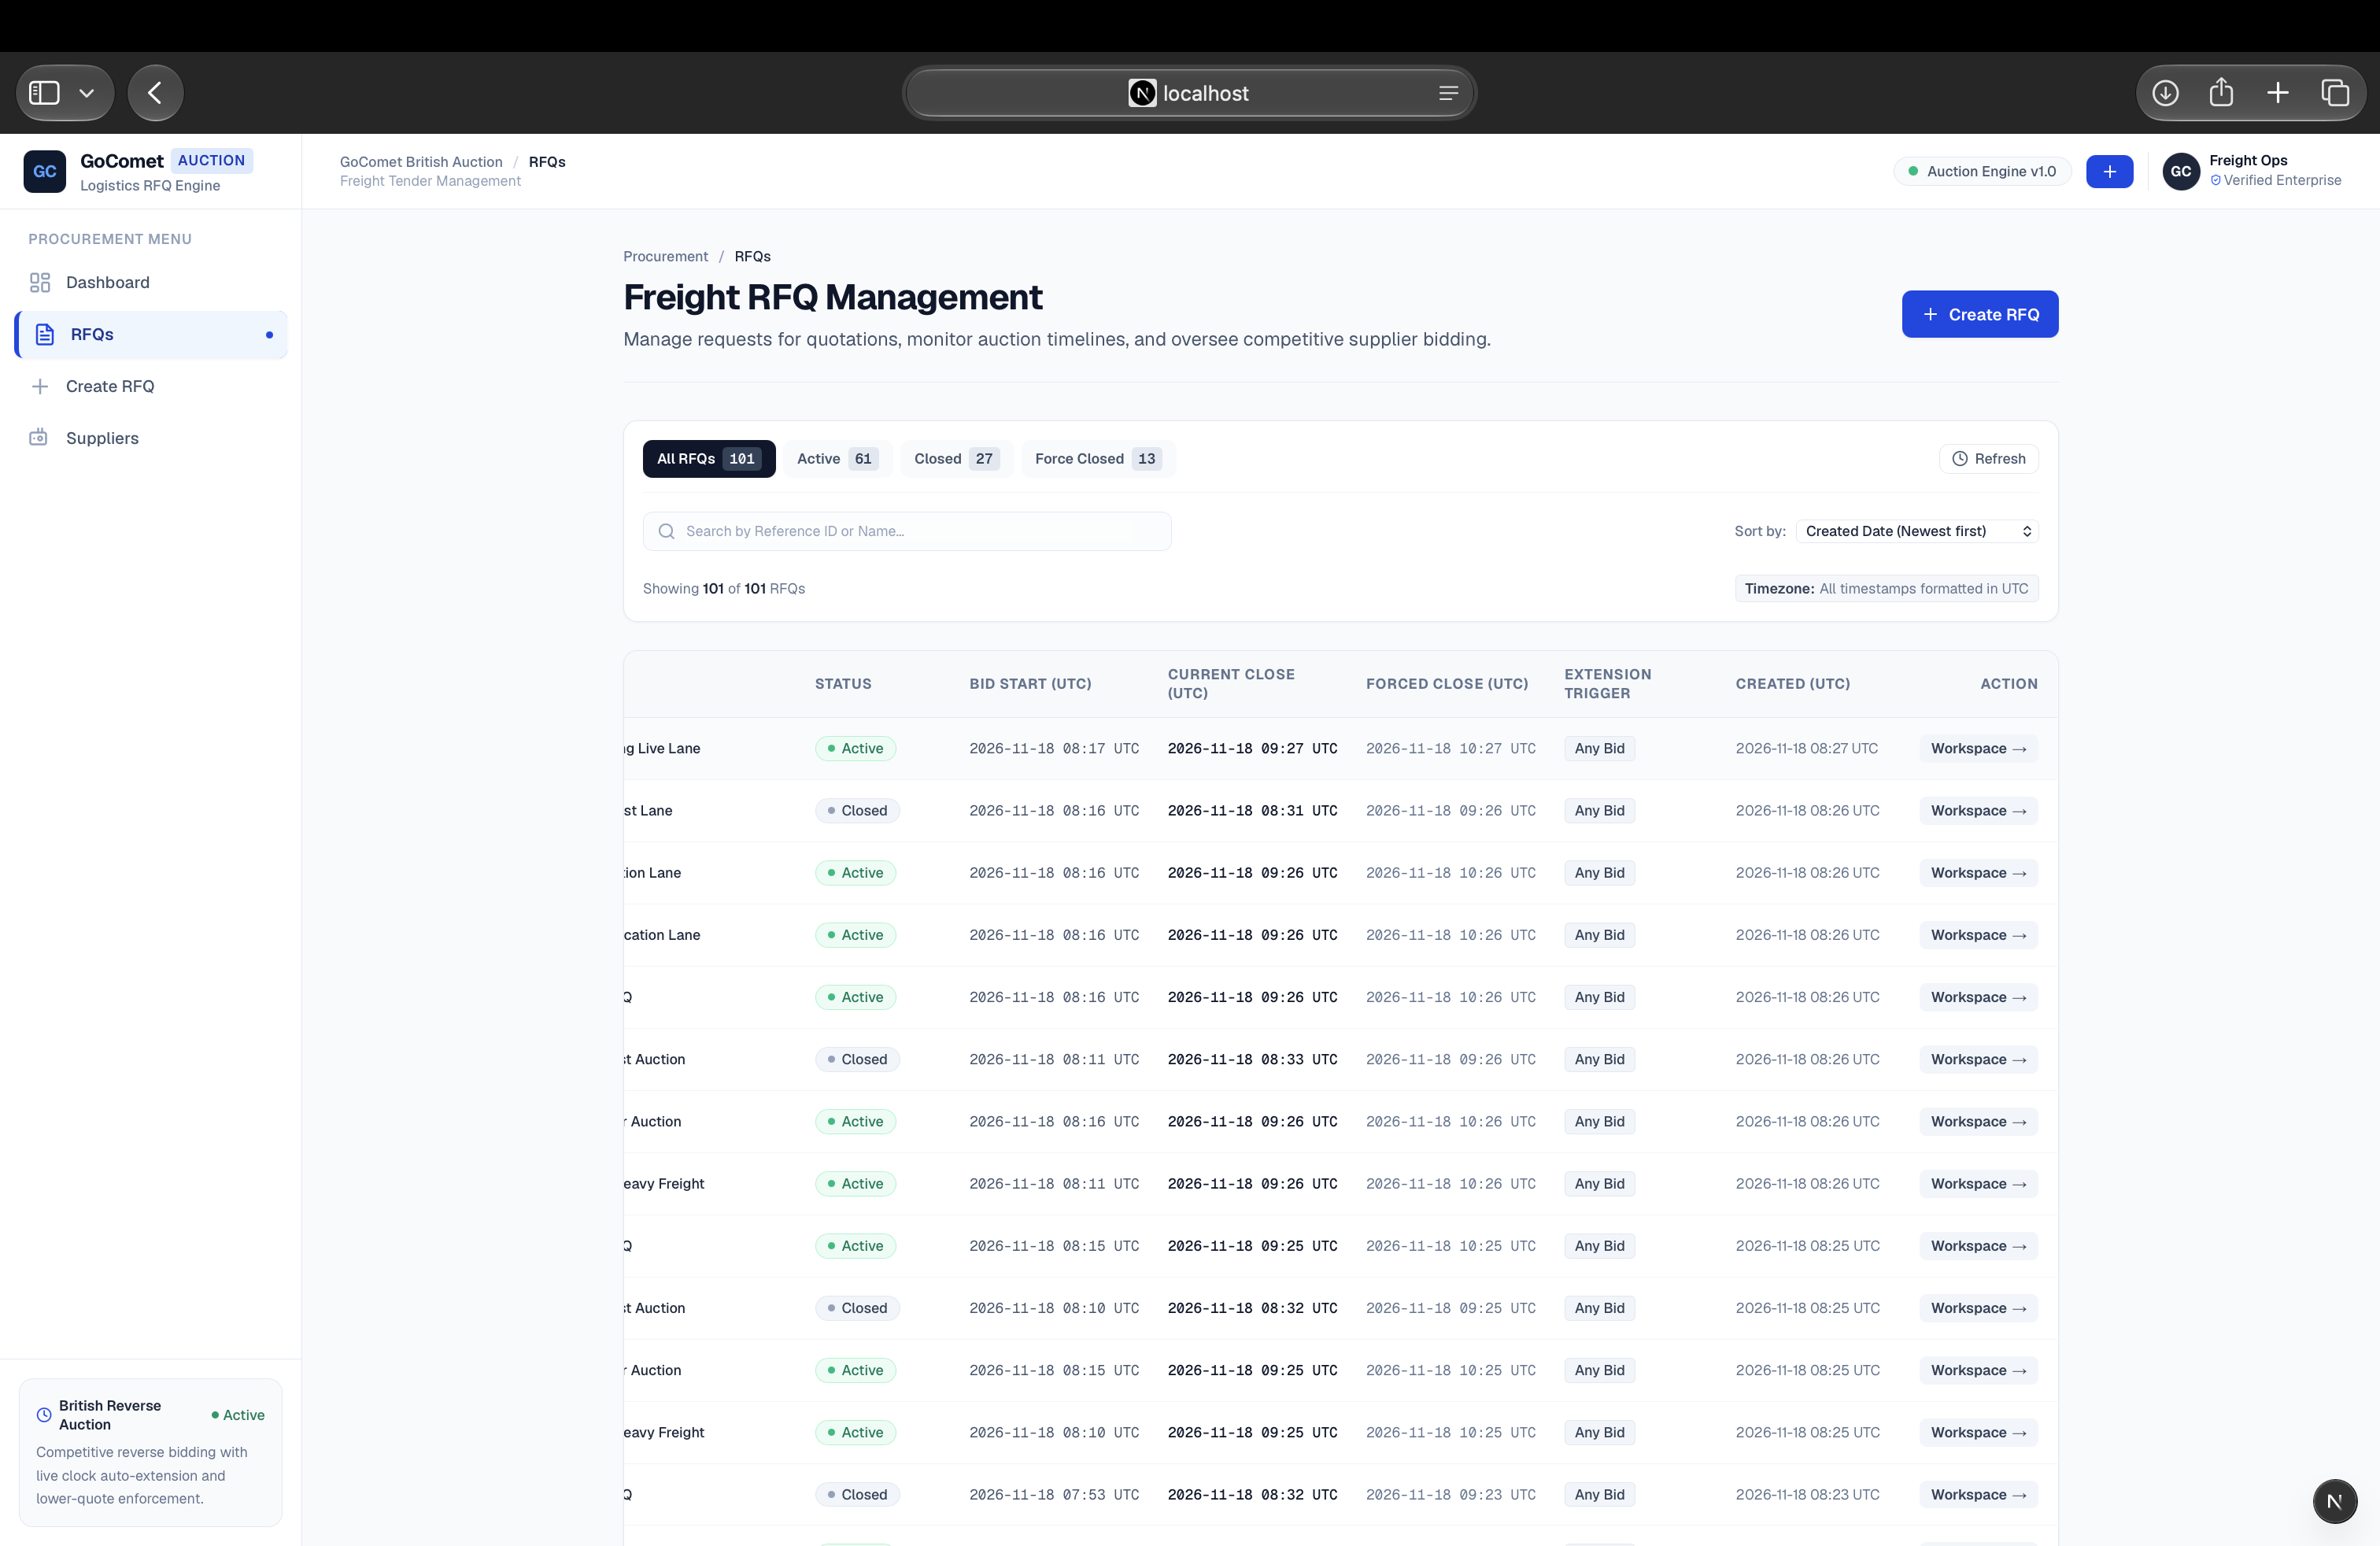 localhost
GC
GoComet AUCTION
Logistics RFQ Engine
GoComet British Auction / RFQs
Freight Tender Management
Auction Engine v1.0
+
GC
Freight Ops
Verified Enterprise
PROCUREMENT MENU
Dashboard
RFQs
Create RFQ
Suppliers
Procurement / RFQs
Freight RFQ Management
Manage requests for quotations, monitor auction timelines, and oversee competitive supplier bidding.
+ Create RFQ
All RFQs 101 Active 61 Closed 27 Force Closed 13
Refresh
Search by Reference ID or Name...
Sort by: Created Date (Newest first)
Showing 101 of 101 RFQs
Timezone: All timestamps formatted in UTC
STATUS BID START (UTC) CURRENT CLOSE (UTC) FORCED CLOSE (UTC) EXTENSION TRIGGER CREATED (UTC) ACTION
ng Live Lane Active 2026-11-18 08:17 UTC 2026-11-18 09:27 UTC 2026-11-18 10:27 UTC Any Bid 2026-11-18 08:27 UTC Workspace →
st Lane Closed 2026-11-18 08:16 UTC 2026-11-18 08:31 UTC 2026-11-18 09:26 UTC Any Bid 2026-11-18 08:26 UTC Workspace →
tion Lane Active 2026-11-18 08:16 UTC 2026-11-18 09:26 UTC 2026-11-18 10:26 UTC Any Bid 2026-11-18 08:26 UTC Workspace →
cation Lane Active 2026-11-18 08:16 UTC 2026-11-18 09:26 UTC 2026-11-18 10:26 UTC Any Bid 2026-11-18 08:26 UTC Workspace →
Q Active 2026-11-18 08:16 UTC 2026-11-18 09:26 UTC 2026-11-18 10:26 UTC Any Bid 2026-11-18 08:26 UTC Workspace →
st Auction Closed 2026-11-18 08:11 UTC 2026-11-18 08:33 UTC 2026-11-18 09:26 UTC Any Bid 2026-11-18 08:26 UTC Workspace →
r Auction Active 2026-11-18 08:16 UTC 2026-11-18 09:26 UTC 2026-11-18 10:26 UTC Any Bid 2026-11-18 08:26 UTC Workspace →
eavy Freight Active 2026-11-18 08:11 UTC 2026-11-18 09:26 UTC 2026-11-18 10:26 UTC Any Bid 2026-11-18 08:26 UTC Workspace →
Q Active 2026-11-18 08:15 UTC 2026-11-18 09:25 UTC 2026-11-18 10:25 UTC Any Bid 2026-11-18 08:25 UTC Workspace →
st Auction Closed 2026-11-18 08:10 UTC 2026-11-18 08:32 UTC 2026-11-18 09:25 UTC Any Bid 2026-11-18 08:25 UTC Workspace →
r Auction Active 2026-11-18 08:15 UTC 2026-11-18 09:25 UTC 2026-11-18 10:25 UTC Any Bid 2026-11-18 08:25 UTC Workspace →
eavy Freight Active 2026-11-18 08:10 UTC 2026-11-18 09:25 UTC 2026-11-18 10:25 UTC Any Bid 2026-11-18 08:25 UTC Workspace →
Q Closed 2026-11-18 07:53 UTC 2026-11-18 08:32 UTC 2026-11-18 09:23 UTC Any Bid 2026-11-18 08:23 UTC Workspace →
British Reverse Auction Active
Competitive reverse bidding with
live clock auto-extension and
lower-quote enforcement.
N